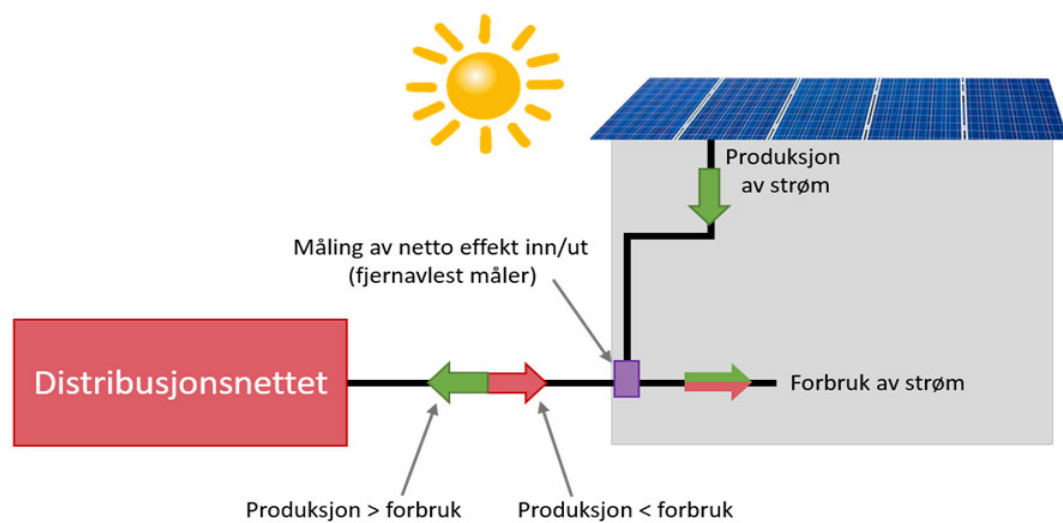 Produksjon
av strøm
Måling av netto effekt inn/ut
(fjernavlest måler)
Distribusjonsnettet
Forbruk av strøm
Produksjon > forbruk
Produksjon < forbruk